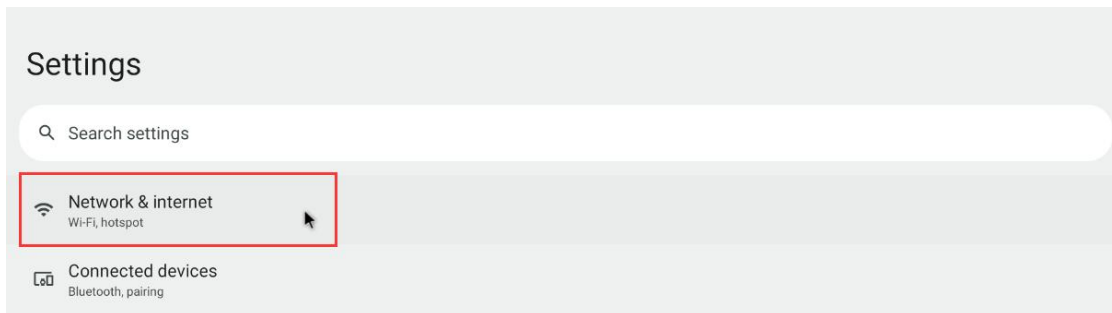 Settings
Search settings
Network & internet
Wi-Fi, hotspot
Connected devices
Bluetooth, pairing